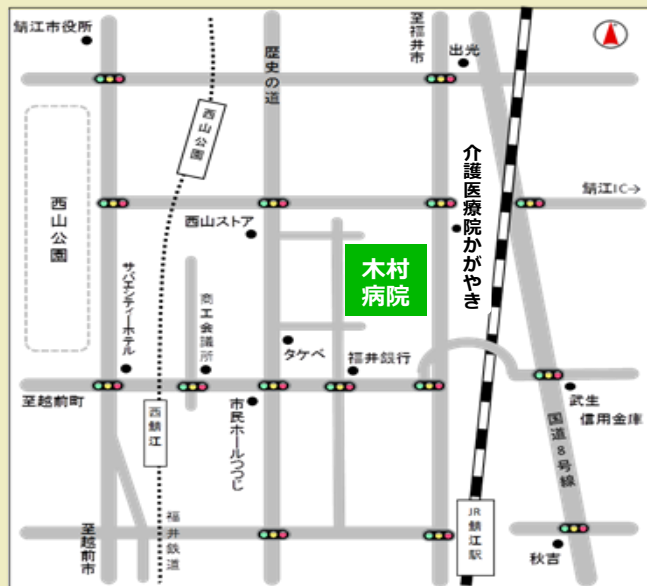 鯖江市役所
至福井市
出光
歴史の道
西山公園
介護医療院かがやき
鯖江IC→
西山公園
西山ストア
木村
病院
サバエシティーホテル
商工会議所
タケベ
福井銀行
至越前町
西鯖江
市民ホールつつじ
武生
信用金庫
国道8号線
至越前市
福井鉄道
JR
鯖江駅
秋吉